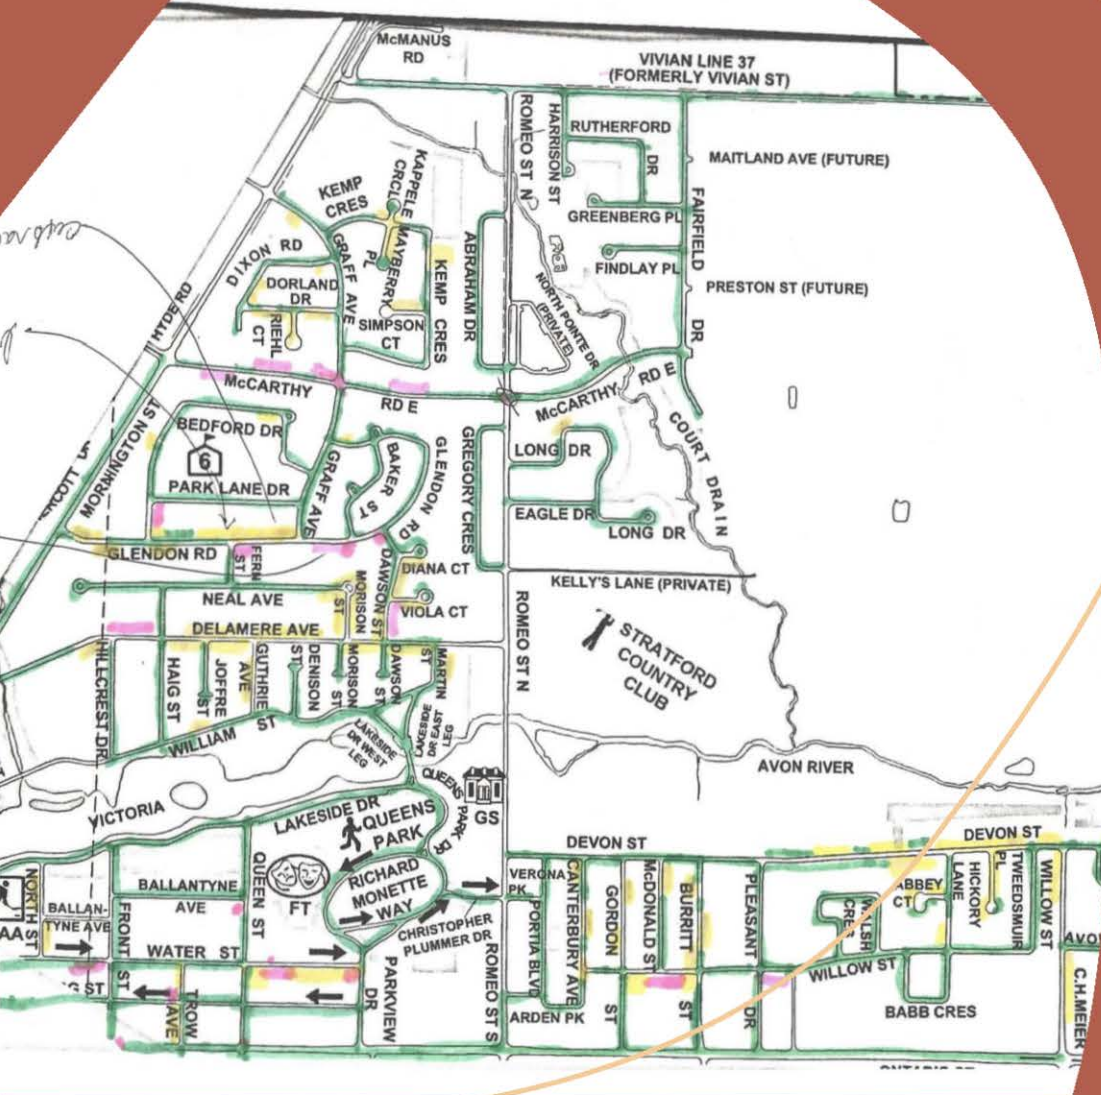 McMANUS
RD
VIVIAN LINE 37
(FORMERLY VIVIAN ST)
ROMEO ST N
HARRISON ST
RUTHERFORD
DR
MAITLAND AVE (FUTURE)
KEMP
CRES
KAPPELE
CRCL
GREENBERG PL
FAIRFIELD
DR
DIXON RD
GRAFF AVE
MAYBERRY
PL
KEMP CRES
ABRAHAM DR
FINDLAY PL
PRESTON ST (FUTURE)
DORLAND
DR
NORTH POINTE DR
(PRIVATE)
HYDE RD
RIEHL
CT
SIMPSON
CT
McCARTHY
RD E
McCARTHY
RD E
MORNINGTON ST
BEDFORD DR
6
PARK LANE DR
GRAFF AVE
BAKER ST
GLENDON RD
GREGORY CRES
LONG DR
COURT DRAIN
EAGLE DR
LONG DR
GLENDON RD
FERN
ST
DAWSON ST
DIANA CT
KELLY'S LANE (PRIVATE)
NEAL AVE
MORISON
ST
VIOLA CT
ROMEO ST N
DELAMERE AVE
STRATFORD
COUNTRY
CLUB
HILLCREST DR
HAIG ST
JOFFRE
ST
GUTHRIE
AVE
DENISON
ST
MORISON
ST
DAWSON
ST
MARTIN
ST
WILLIAM ST
LAKESIDE
DR WEST
LEG
LAKESIDE
DR EAST
LEG
AVON RIVER
VICTORIA
LAKESIDE DR
QUEENS
PARK DR
GS
QUEENS
PARK
DEVON ST
DEVON ST
QUEEN ST
FT
RICHARD
MONETTE
WAY
VERONA
PK
CANTERBURY AVE
GORDON
ST
McDONALD ST
BURRITT
ST
PLEASANT
DR
WALSH
CRES
ABBEY
CT
HICKORY
LANE
TWEEDSMUIR
PL
WILLOW ST
NORTH ST
AA
BALLANTYNE
AVE
BALLAN-
TYNE AVE
FRONT
ST
CHRISTOPHER
PLUMMER DR
PORTIA BLVD
WATER ST
WILLOW ST
TROW
AVE
PARKVIEW
DR
ROMEO ST S
ARDEN PK
BABB CRES
C.H.MEIER